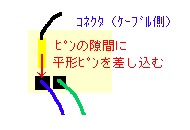 コネクタ（ケーブル側）
ピンの隙間に
平形ピンを差し込む